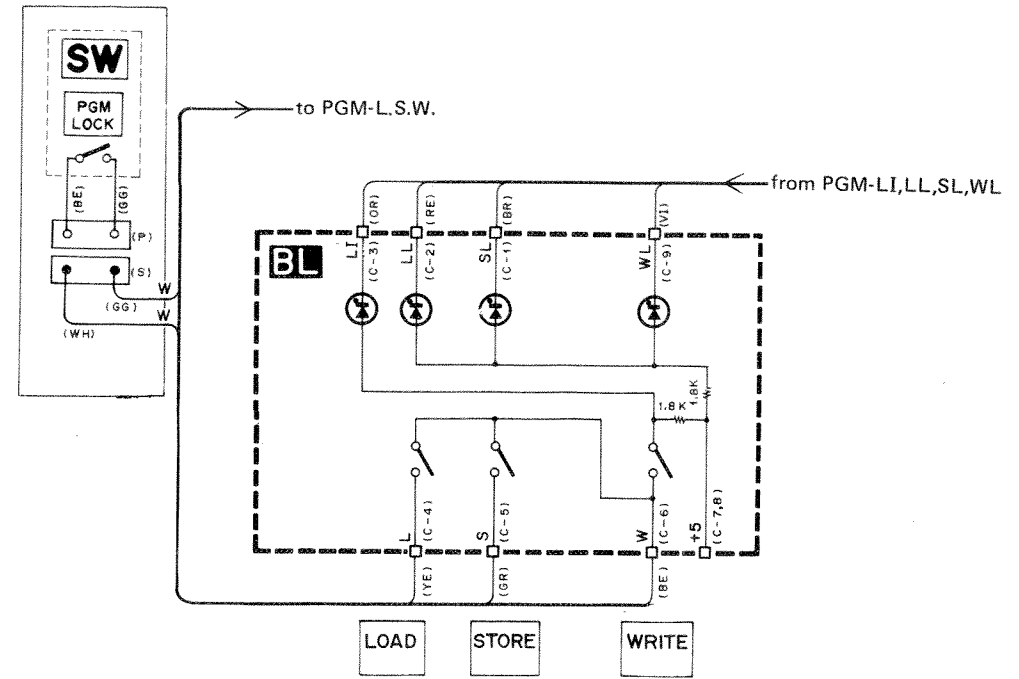 SW
PGM
LOCK
to PGM-L.S.W.
from PGM-LI,LL,SL,WL
(BE)
(GG)
(P)
(S)
W
(GG)
W
(WH)
(OR)
(RE)
(BR)
(VI)
BL
LI
(C-3)
LL
(C-2)
SL
(C-1)
WL
(C-9)
1.8K
1.8K
L
(C-4)
S
(C-5)
W
(C-6)
+5
(C-7,8)
(YE)
(GR)
(BE)
LOAD
STORE
WRITE